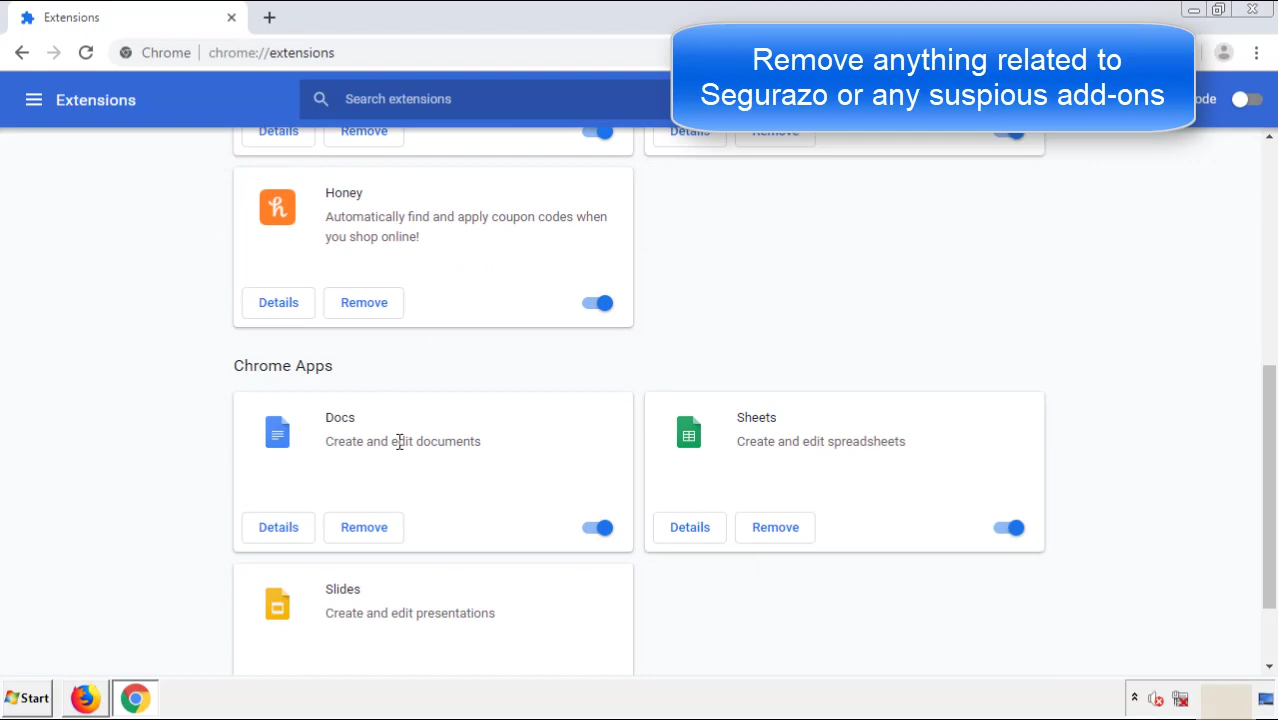 Extensions
Chrome
chrome://extensions
Remove anything related to
Segurazo or any suspious add-ons
Extensions
Search extensions
ode
Details
Remove
Details
Remove
Honey
Automatically find and apply coupon codes when
you shop online!
Details
Remove
Chrome Apps
Docs
Create and edit documents
Details
Remove
Sheets
Create and edit spreadsheets
Details
Remove
Slides
Create and edit presentations
Start